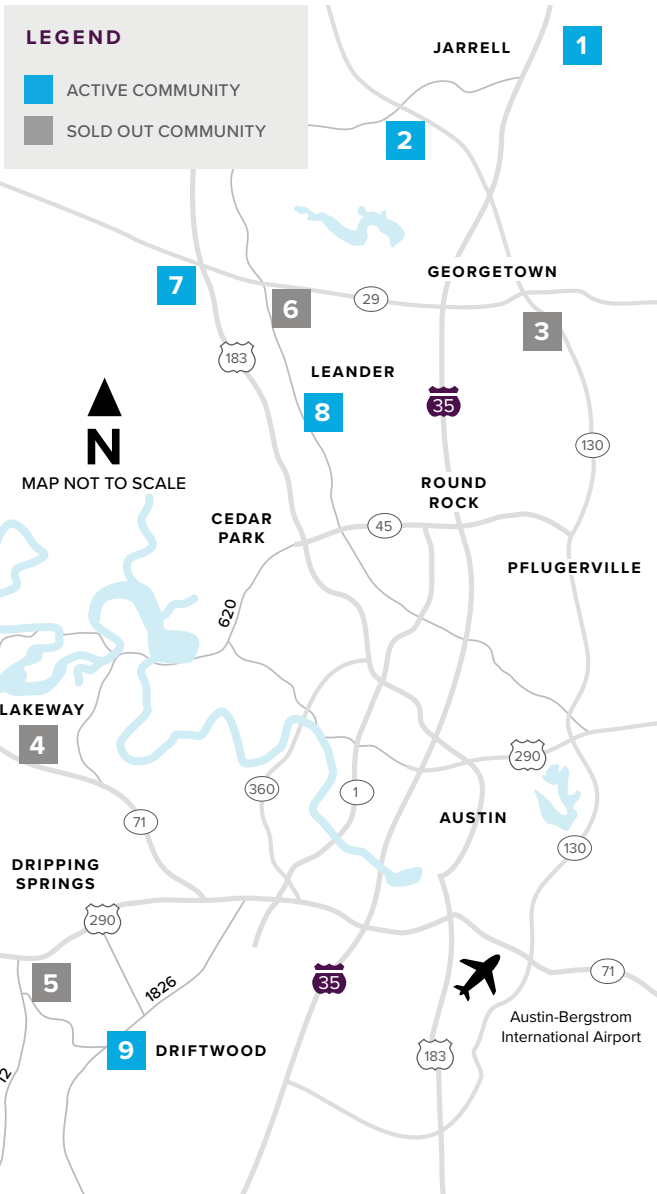 LEGEND
ACTIVE COMMUNITY
SOLD OUT COMMUNITY
JARRELL
1
2
GEORGETOWN
7
6
29
3
183
LEANDER
8
35
130
N
MAP NOT TO SCALE
ROUND
ROCK
CEDAR
PARK
45
PFLUGERVILLE
620
LAKEWAY
4
290
360
1
71
AUSTIN
130
DRIPPING
SPRINGS
290
5
1826
35
71
Austin-Bergstrom
International Airport
9
DRIFTWOOD
183
12